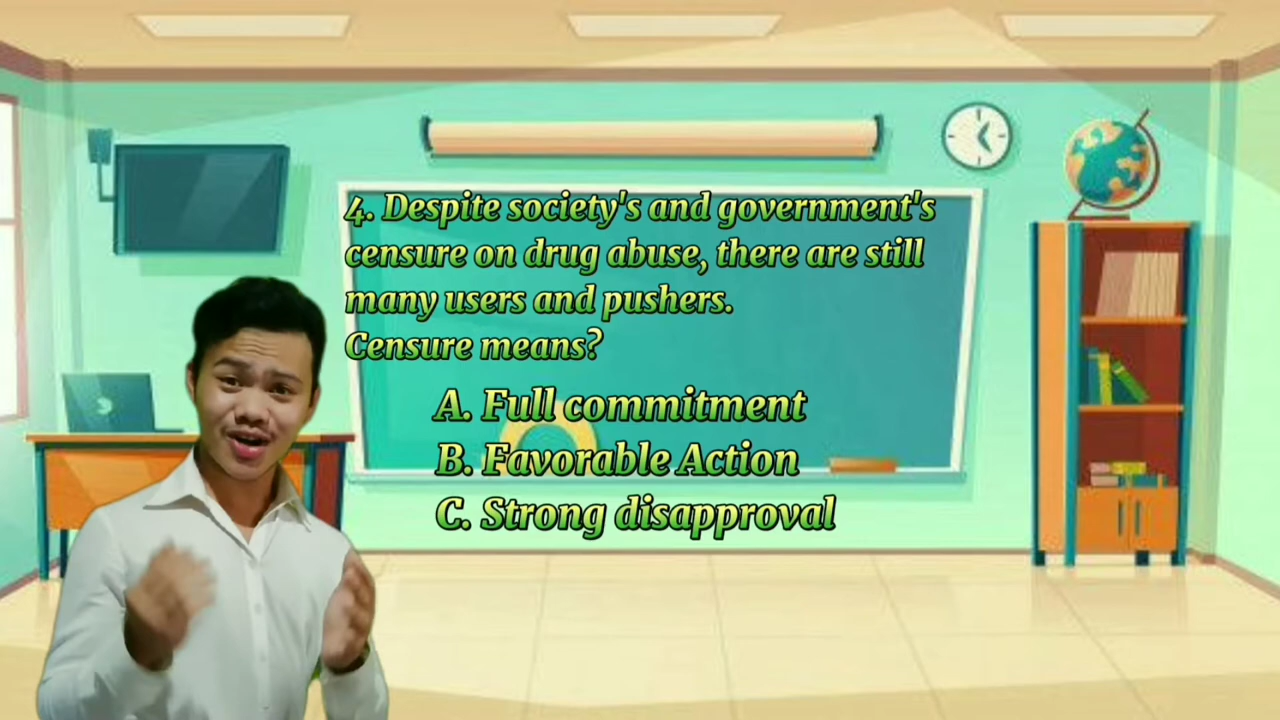 4. Despite society's and government's
censure on drug abuse, there are still
many users and pushers.
Censure means?
A. Full commitment
B. Favorable Action
C. Strong disapproval